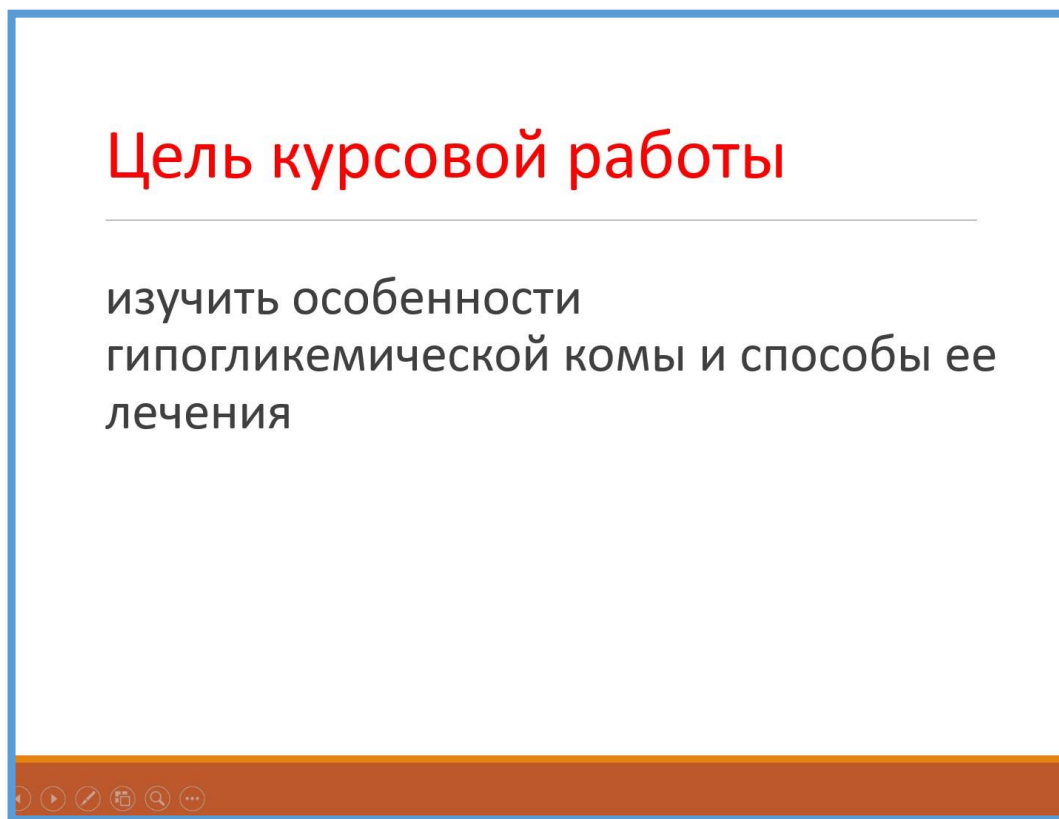 Цель курсовой работы
изучить особенности
гипогликемической комы и способы ее
лечения